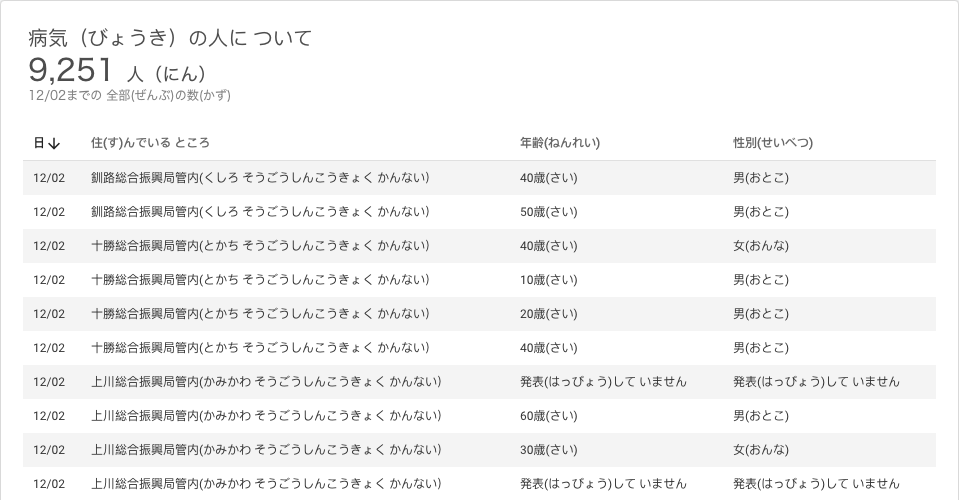 病気（びょうき）の人に ついて
9,251 人（にん）
12/02までの 全部(ぜんぶ)の数(かず)
日↓ 住(す)んでいる ところ 年齢(ねんれい) 性別(せいべつ)
12/02 釧路総合振興局管内(くしろ そうごうしんこうきょく かんない) 40歳(さい) 男(おとこ)
12/02 釧路総合振興局管内(くしろ そうごうしんこうきょく かんない) 50歳(さい) 男(おとこ)
12/02 十勝総合振興局管内(とかち そうごうしんこうきょく かんない) 40歳(さい) 女(おんな)
12/02 十勝総合振興局管内(とかち そうごうしんこうきょく かんない) 10歳(さい) 男(おとこ)
12/02 十勝総合振興局管内(とかち そうごうしんこうきょく かんない) 20歳(さい) 男(おとこ)
12/02 十勝総合振興局管内(とかち そうごうしんこうきょく かんない) 40歳(さい) 男(おとこ)
12/02 上川総合振興局管内(かみかわ そうごうしんこうきょく かんない) 発表(はっぴょう)して いません 発表(はっぴょう)して いません
12/02 上川総合振興局管内(かみかわ そうごうしんこうきょく かんない) 60歳(さい) 男(おとこ)
12/02 上川総合振興局管内(かみかわ そうごうしんこうきょく かんない) 30歳(さい) 女(おんな)
12/02 上川総合振興局管内(かみかわ そうごうしんこうきょく かんない) 発表(はっぴょう)して いません 発表(はっぴょう)して いません